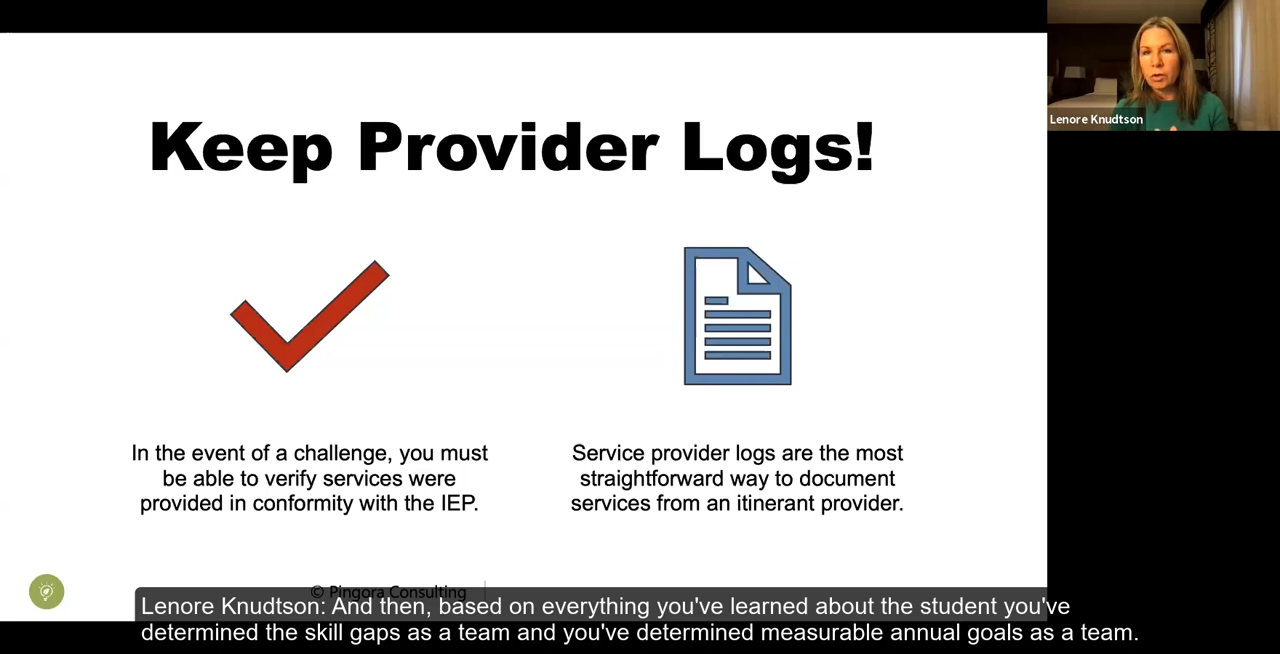 Keep Provider Logs!
Lenore Knudtson
In the event of a challenge, you must
be able to verify services were
provided in conformity with the IEP.
Service provider logs are the most
straightforward way to document
services from an itinerant provider.
© Pingora Consulting
Lenore Knudtson: And then, based on everything you've learned about the student you've
determined the skill gaps as a team and you've determined measurable annual goals as a team.